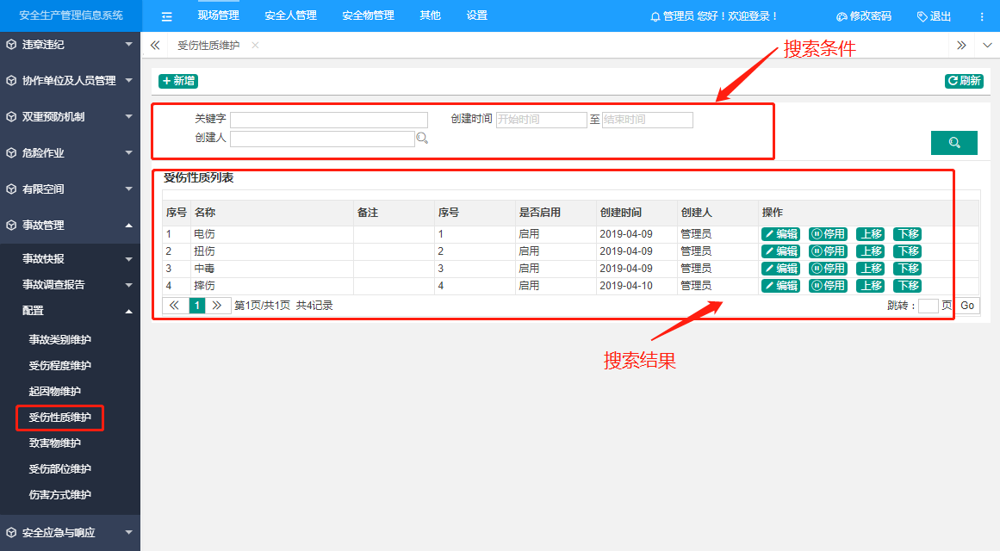 安全生产管理信息系统 现场管理 安全人管理 安全物管理 其他 设置 管理员 您好！欢迎登录！ 修改密码 退出
违章违纪
协作单位及人员管理
双重预防机制
危险作业
有限空间
事故管理
事故快报
事故调查报告
配置
事故类别维护
受伤程度维护
起因物维护
受伤性质维护
致害物维护
受伤部位维护
伤害方式维护
安全应急与响应
受伤性质维护
搜索条件
新增 刷新
关键字 创建时间 开始时间 至 结束时间
创建人
受伤性质列表
序号 名称 备注 序号 是否启用 创建时间 创建人 操作
1 电伤 1 启用 2019-04-09 管理员 编辑 停用 上移 下移
2 扭伤 2 启用 2019-04-09 管理员 编辑 停用 上移 下移
3 中毒 3 启用 2019-04-09 管理员 编辑 停用 上移 下移
4 摔伤 4 启用 2019-04-10 管理员 编辑 停用 上移 下移
1 第1页/共1页 共4记录 跳转： 页 Go
搜索结果